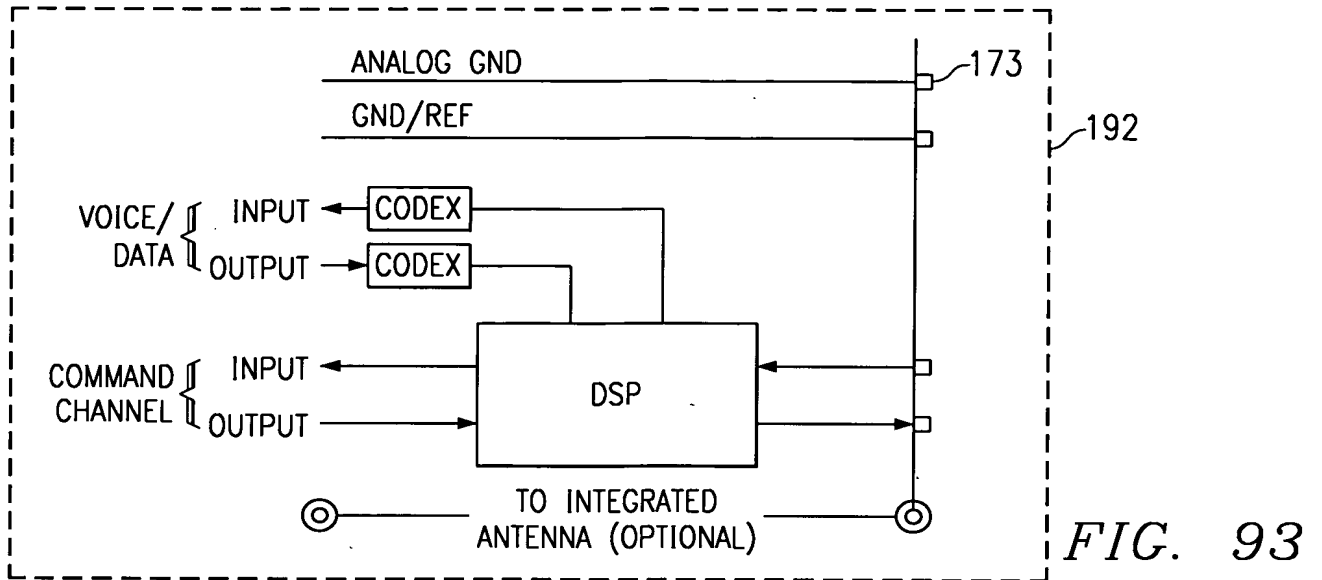 ANALOG GND
173
GND/REF
192
VOICE/
DATA
INPUT
CODEX
OUTPUT
CODEX
COMMAND
CHANNEL
INPUT
OUTPUT
DSP
TO INTEGRATED
ANTENNA (OPTIONAL)
FIG. 93